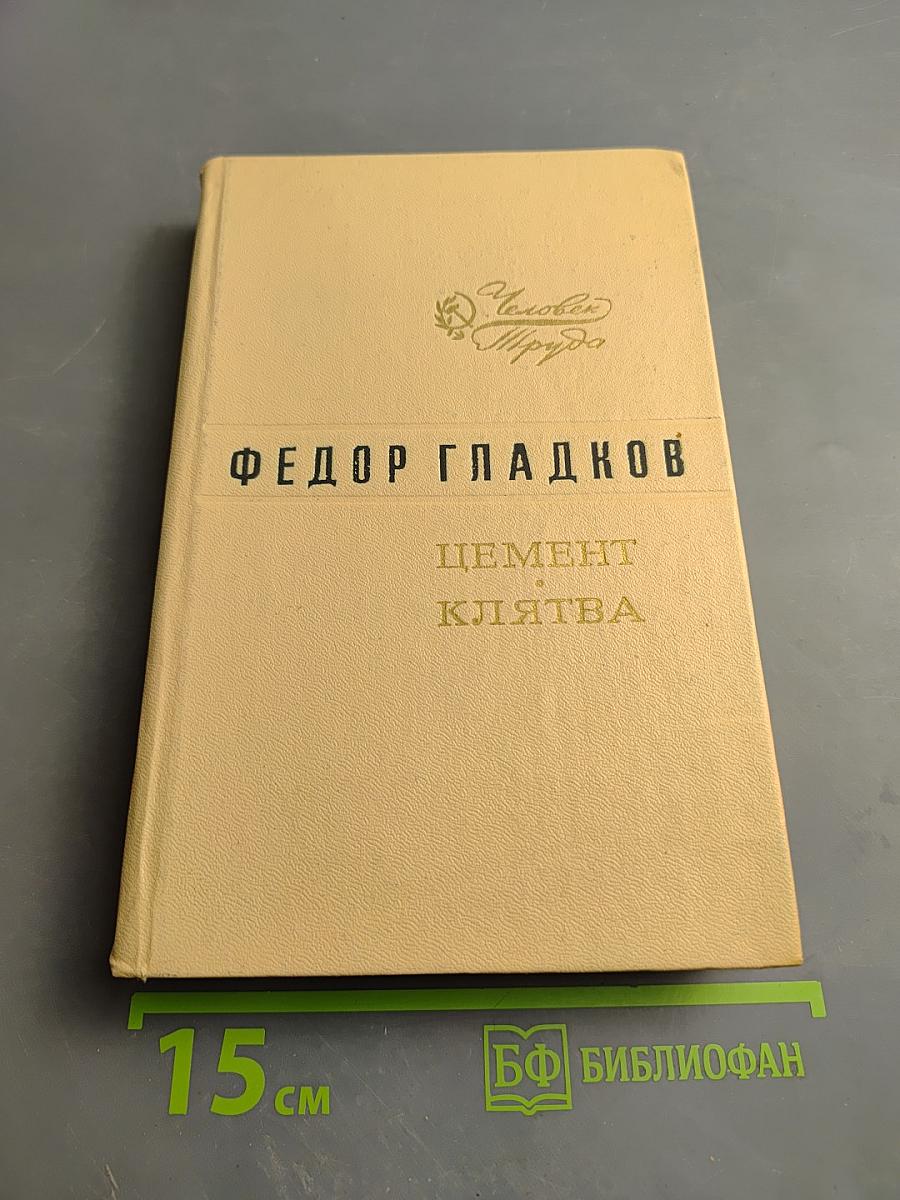 Человек
Труда
ФЕДОР ГЛАДКОВ
ЦЕМЕНТ
КЛЯТВА
15 см
БФ БИБЛИОФАН